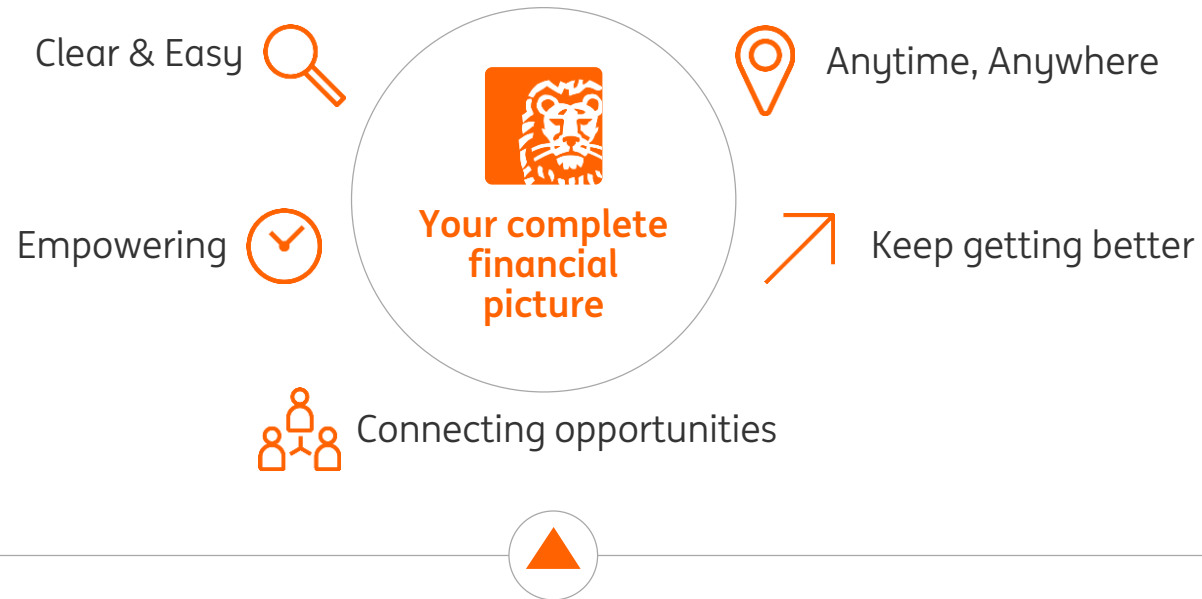 Clear & Easy
Anytime, Anywhere
Your complete
financial
picture
Empowering
Keep getting better
Connecting opportunities